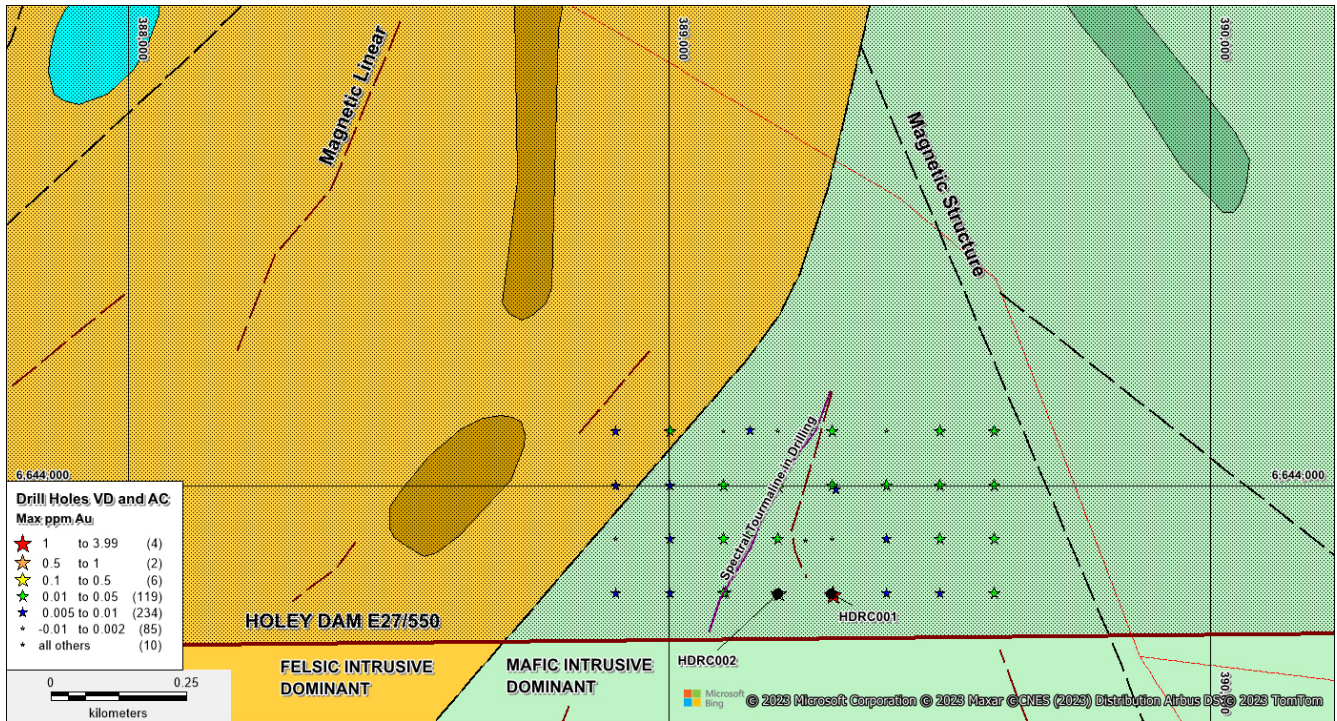 388,000
389,000
390,000
Magnetic Linear
Magnetic Structure
Spectral Tourmaline in Drilling
6,644,000
6,644,000
Drill Holes VD and AC
Max ppm Au
1 to 3.99 (4)
0.5 to 1 (2)
0.1 to 0.5 (6)
0.01 to 0.05 (119)
0.005 to 0.01 (234)
-0.01 to 0.002 (85)
all others (10)
HDRC001
HOLEY DAM E27/550
HDRC002
FELSIC INTRUSIVE
DOMINANT
MAFIC INTRUSIVE
DOMINANT
0 0.25
kilometers
Microsoft
Bing
© 2023 Microsoft Corporation © 2023 Maxar ©CNES (2023) Distribution Airbus DS © 2023 TomTom